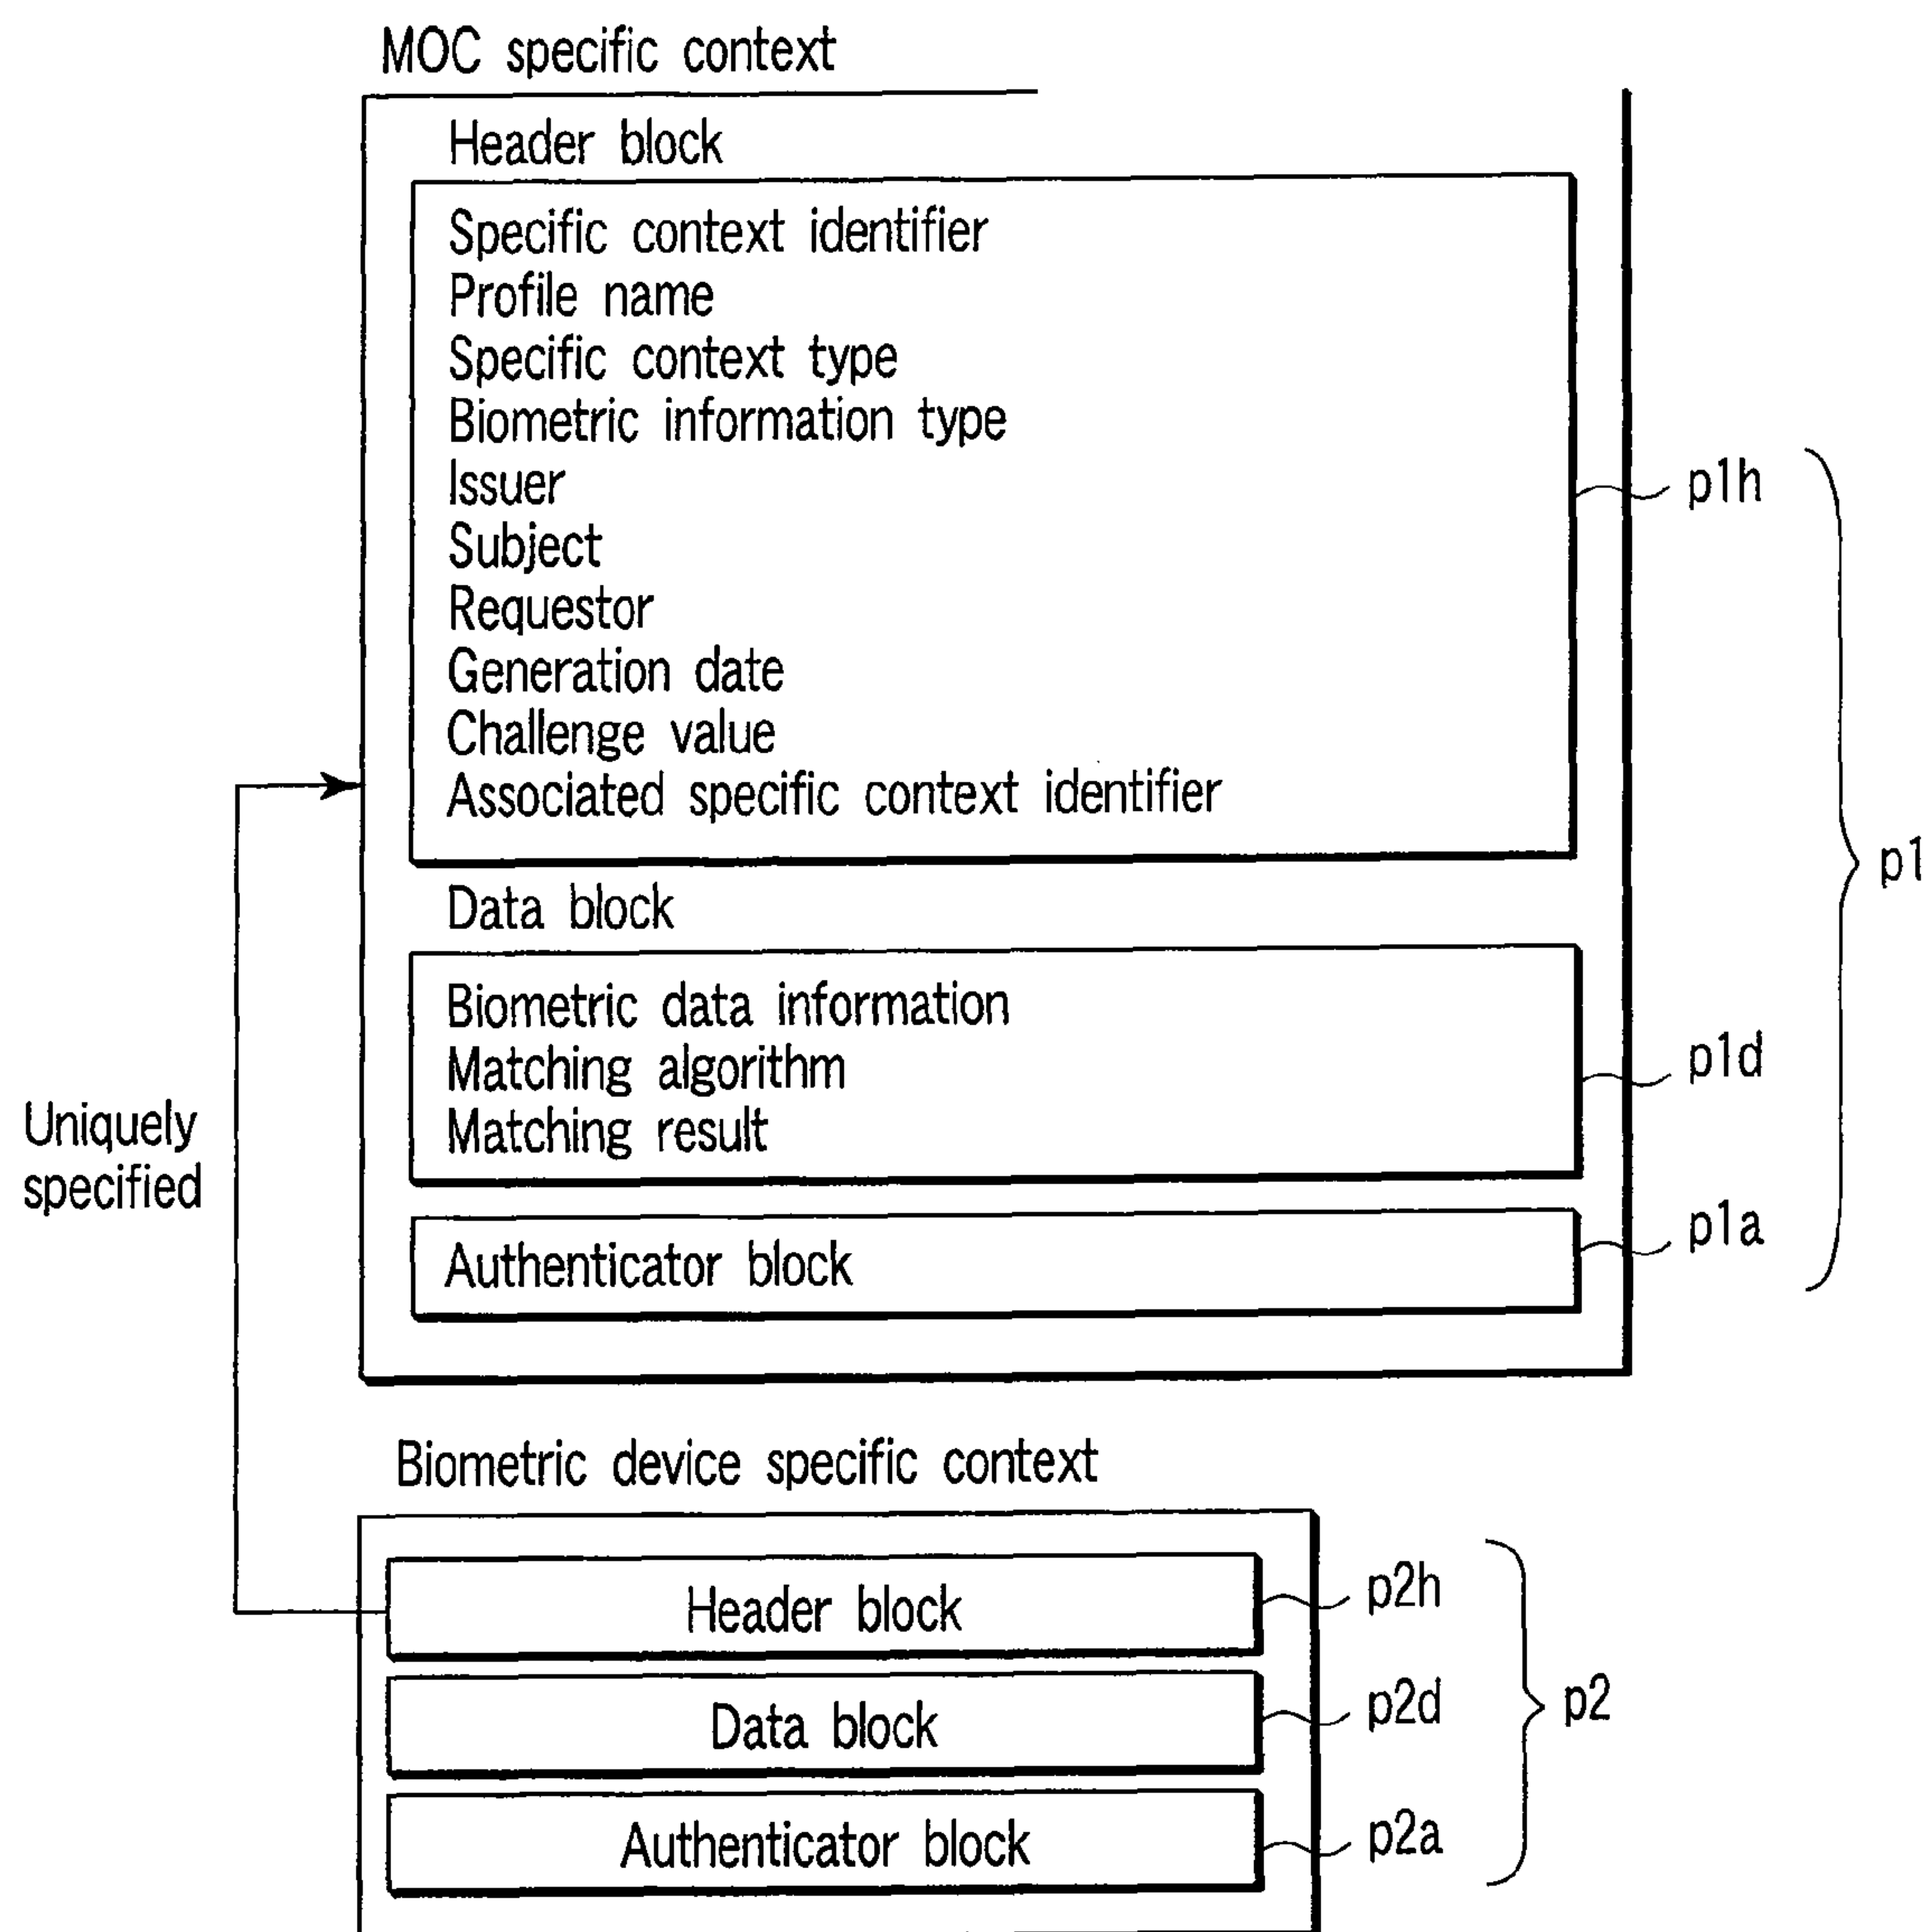 MOC specific context
Header block
Specific context identifier
Profile name
Specific context type
Biometric information type
Issuer
Subject
Requestor
Generation date
Challenge value
Associated specific context identifier
p1h
p1
Data block
Biometric data information
Matching algorithm
Matching result
p1d
Uniquely
specified
Authenticator block
p1a
Biometric device specific context
Header block
p2h
Data block
p2d
p2
Authenticator block
p2a